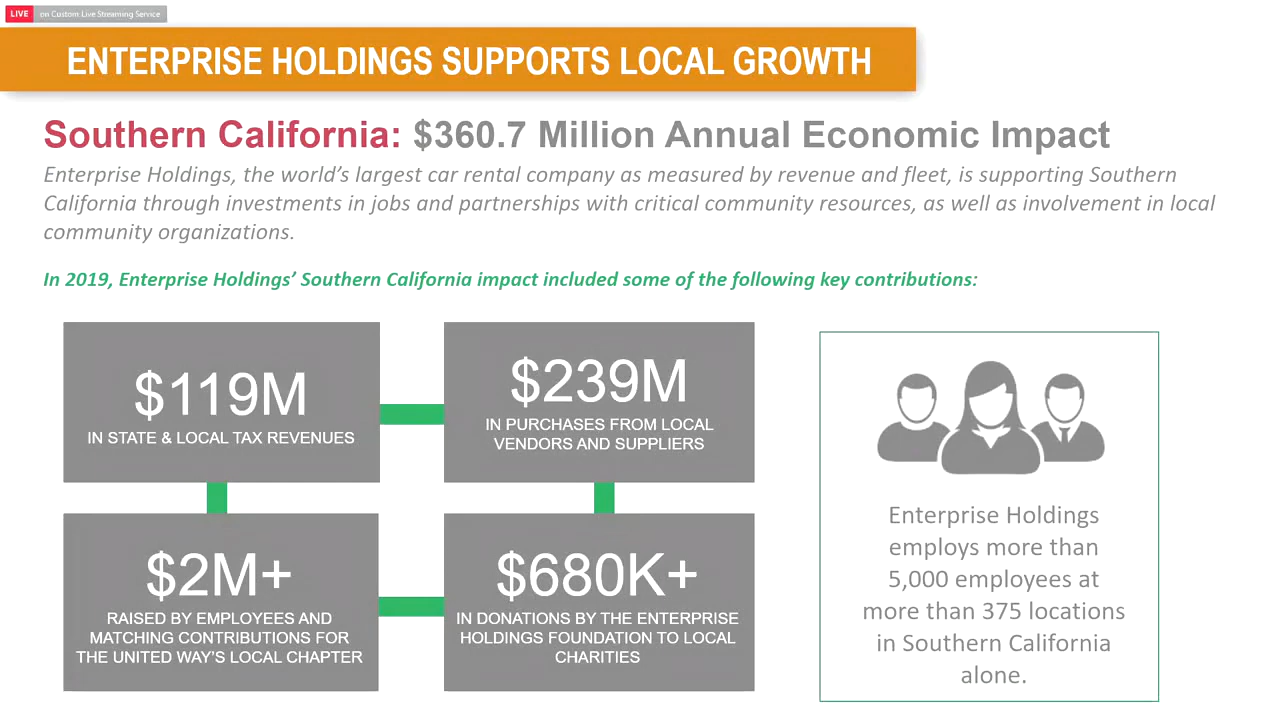 LIVE on Custom Live Streaming Service
ENTERPRISE HOLDINGS SUPPORTS LOCAL GROWTH
Southern California: $360.7 Million Annual Economic Impact
Enterprise Holdings, the world’s largest car rental company as measured by revenue and fleet, is supporting Southern
California through investments in jobs and partnerships with critical community resources, as well as involvement in local
community organizations.
In 2019, Enterprise Holdings’ Southern California impact included some of the following key contributions:
$119M
IN STATE & LOCAL TAX REVENUES
$239M
IN PURCHASES FROM LOCAL
VENDORS AND SUPPLIERS
$2M+
RAISED BY EMPLOYEES AND
MATCHING CONTRIBUTIONS FOR
THE UNITED WAY’S LOCAL CHAPTER
$680K+
IN DONATIONS BY THE ENTERPRISE
HOLDINGS FOUNDATION TO LOCAL
CHARITIES
Enterprise Holdings
employs more than
5,000 employees at
more than 375 locations
in Southern California
alone.